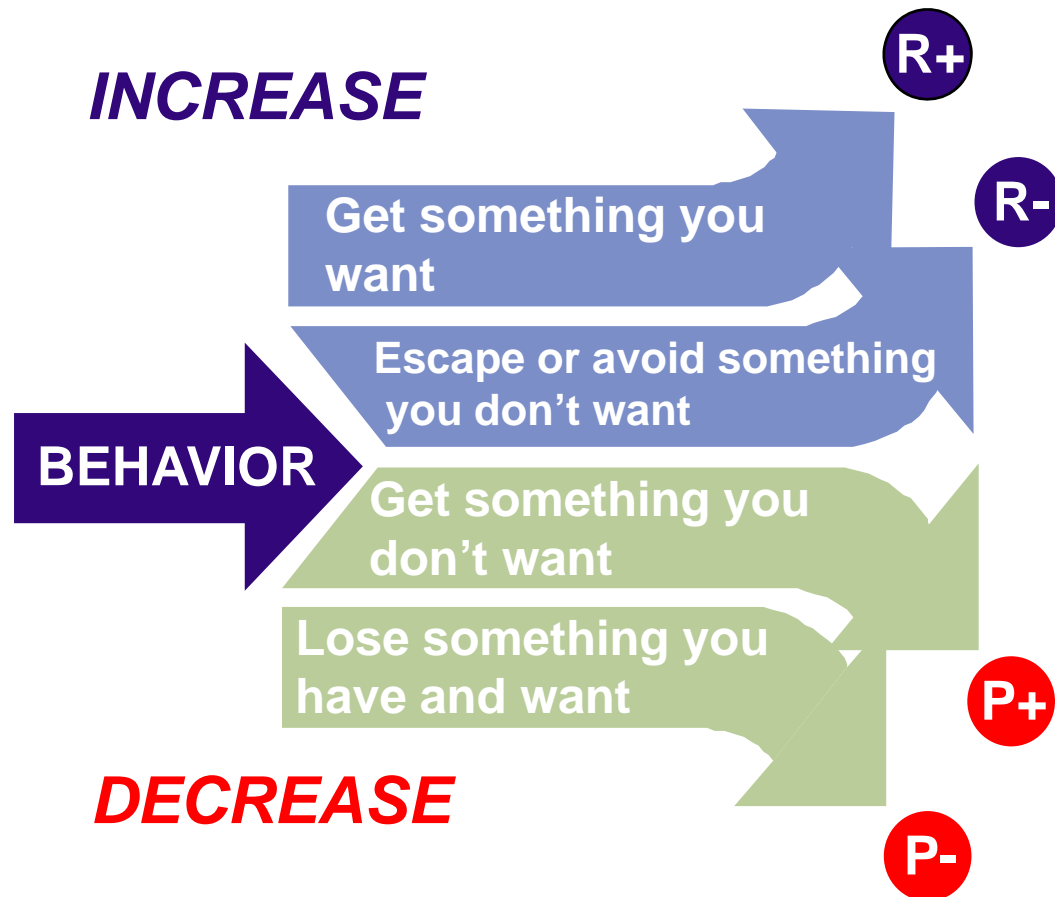 R+
INCREASE
R-
Get something you
want
Escape or avoid something
you don’t want
BEHAVIOR
Get something you
don’t want
Lose something you
have and want
P+
DECREASE
P-